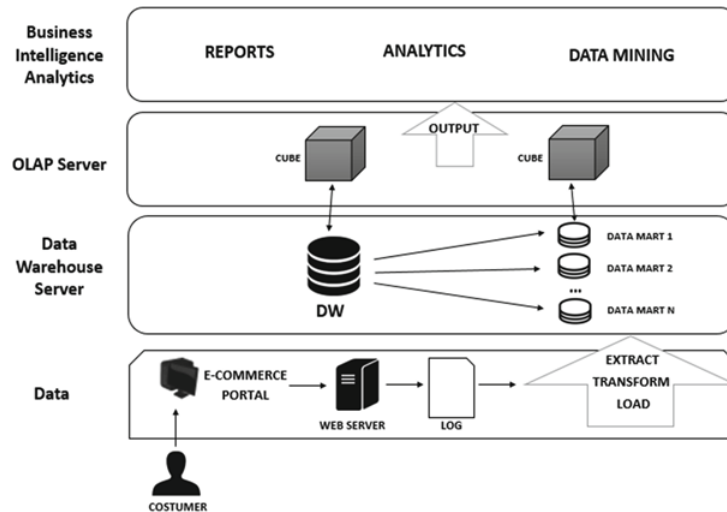 Business
Intelligence
Analytics
REPORTS
ANALYTICS
DATA MINING
OLAP Server
CUBE
OUTPUT
CUBE
Data
Warehouse
Server
DW
DATA MART 1
DATA MART 2
...
DATA MART N
Data
E-COMMERCE
PORTAL
WEB SERVER
LOG
EXTRACT
TRANSFORM
LOAD
COSTUMER